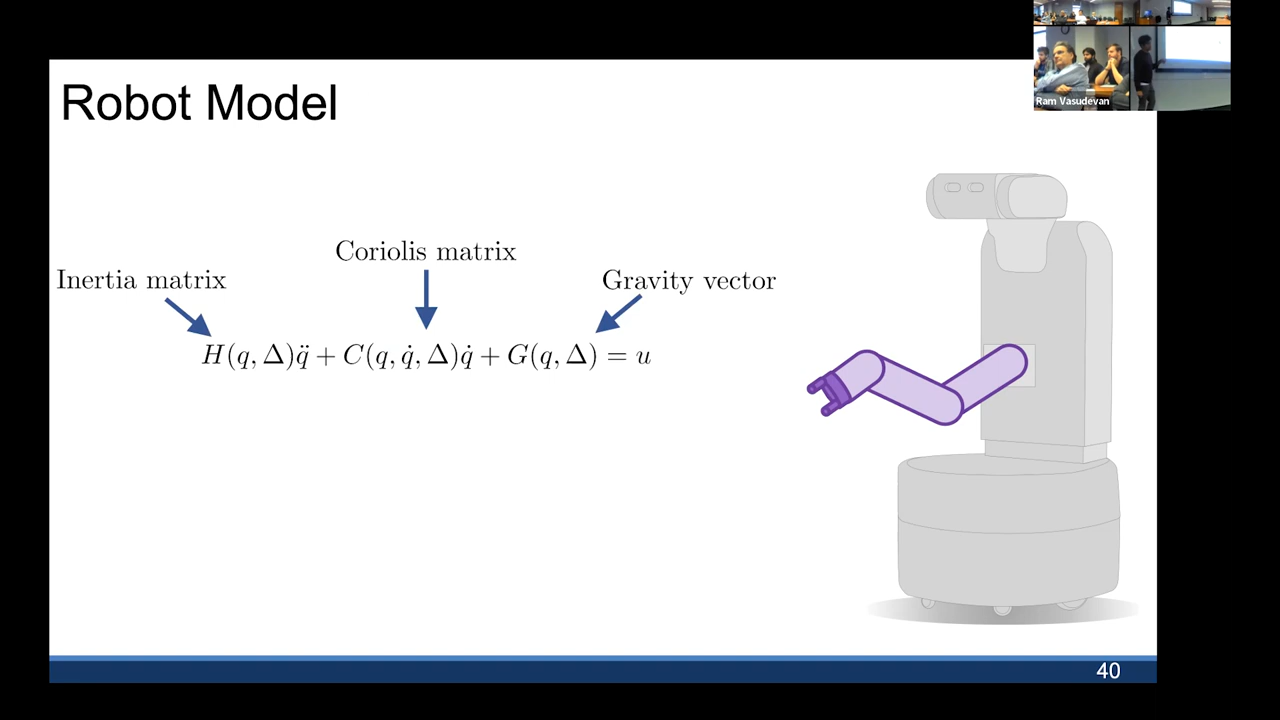 Robot Model
Ram Vasudevan
Coriolis matrix
Inertia matrix
Gravity vector
H(q, Δ)q̈ + C(q, q̇, Δ)q̇ + G(q, Δ) = u
40